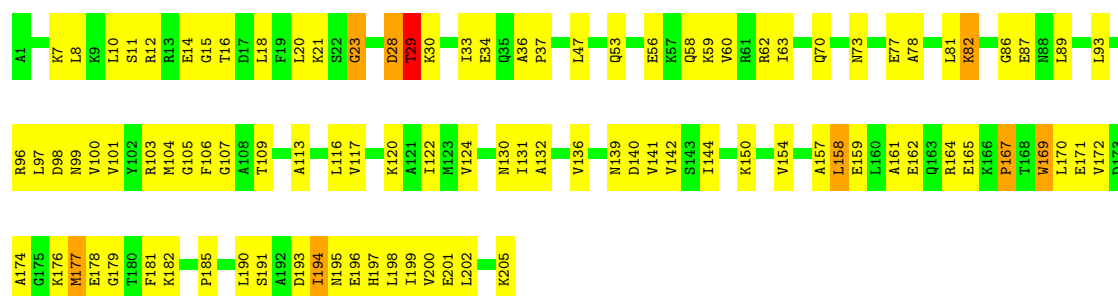 A1 K7 L8 K9 L10 S11 R12 R13 E14 G15 T16 D17 L18 F19 L20 K21 S22 G23 D28 T29 K30 I33 E34 Q35 A36 P37 L47 Q53 E56 K57 Q58 K59 V60 R61 R62 I63 Q70 N73 E77 A78 L81 K82 G86 E87 N88 L89 L93
R96 L97 D98 N99 V100 V101 Y102 R103 M104 G105 F106 G107 A108 T109 A113 L116 V117 K120 A121 I122 M123 V124 N130 I131 A132 V136 N139 D140 V141 V142 S143 I144 K150 V154 A157 L158 E159 L160 A161 E162 Q163 R164 E165 K166 P167 T168 W169 L170 E171 V172 D173
A174 G175 K176 M177 E178 G179 T180 F181 K182 P185 L190 S191 A192 D193 I194 N195 E196 H197 L198 I199 V200 E201 L202 K205